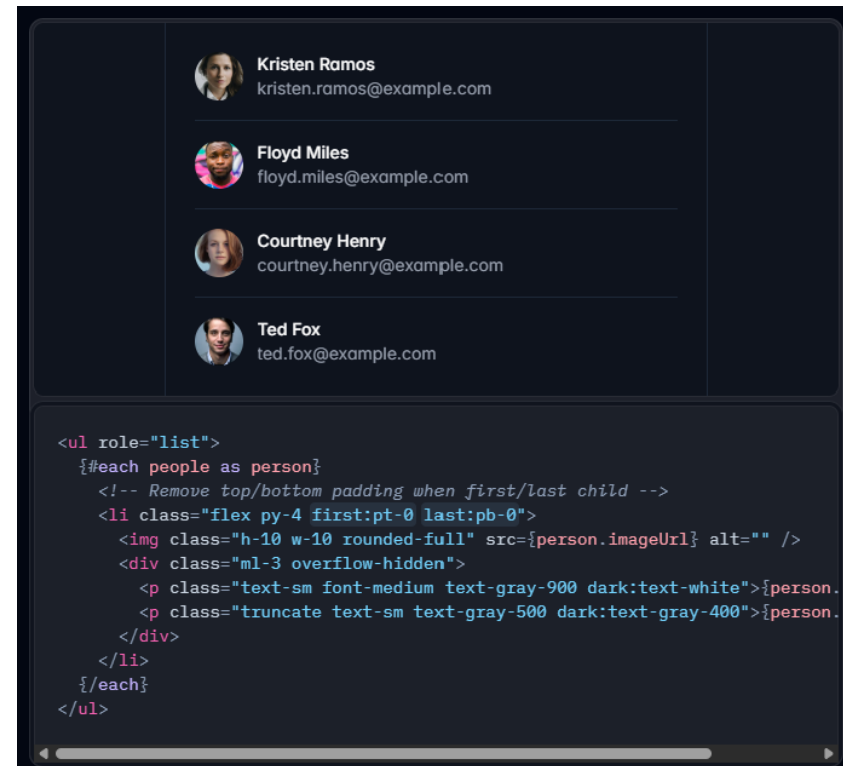 Kristen Ramos
kristen.ramos@example.com
Floyd Miles
floyd.miles@example.com
Courtney Henry
courtney.henry@example.com
Ted Fox
ted.fox@example.com
<ul role="list">
  {#each people as person}
    <!-- Remove top/bottom padding when first/last child -->
    <li class="flex py-4 first:pt-0 last:pb-0">
      <img class="h-10 w-10 rounded-full" src={person.imageUrl} alt="" />
      <div class="ml-3 overflow-hidden">
        <p class="text-sm font-medium text-gray-900 dark:text-white">{person.
        <p class="truncate text-sm text-gray-500 dark:text-gray-400">{person.
      </div>
    </li>
  {/each}
</ul>